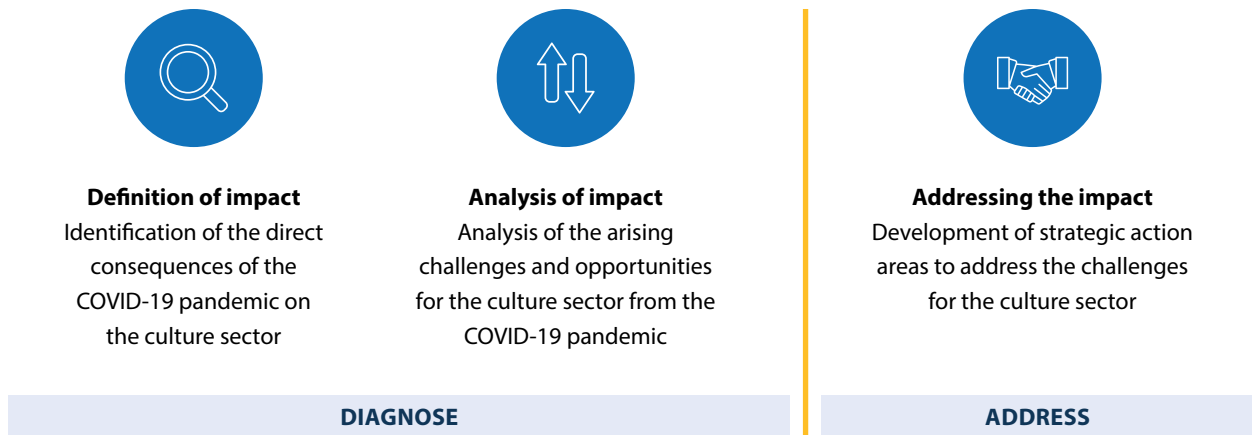 Definition of impact
Identification of the direct
consequences of the
COVID-19 pandemic on
the culture sector
Analysis of impact
Analysis of the arising
challenges and opportunities
for the culture sector from the
COVID-19 pandemic
Addressing the impact
Development of strategic action
areas to address the challenges
for the culture sector
DIAGNOSE
ADDRESS